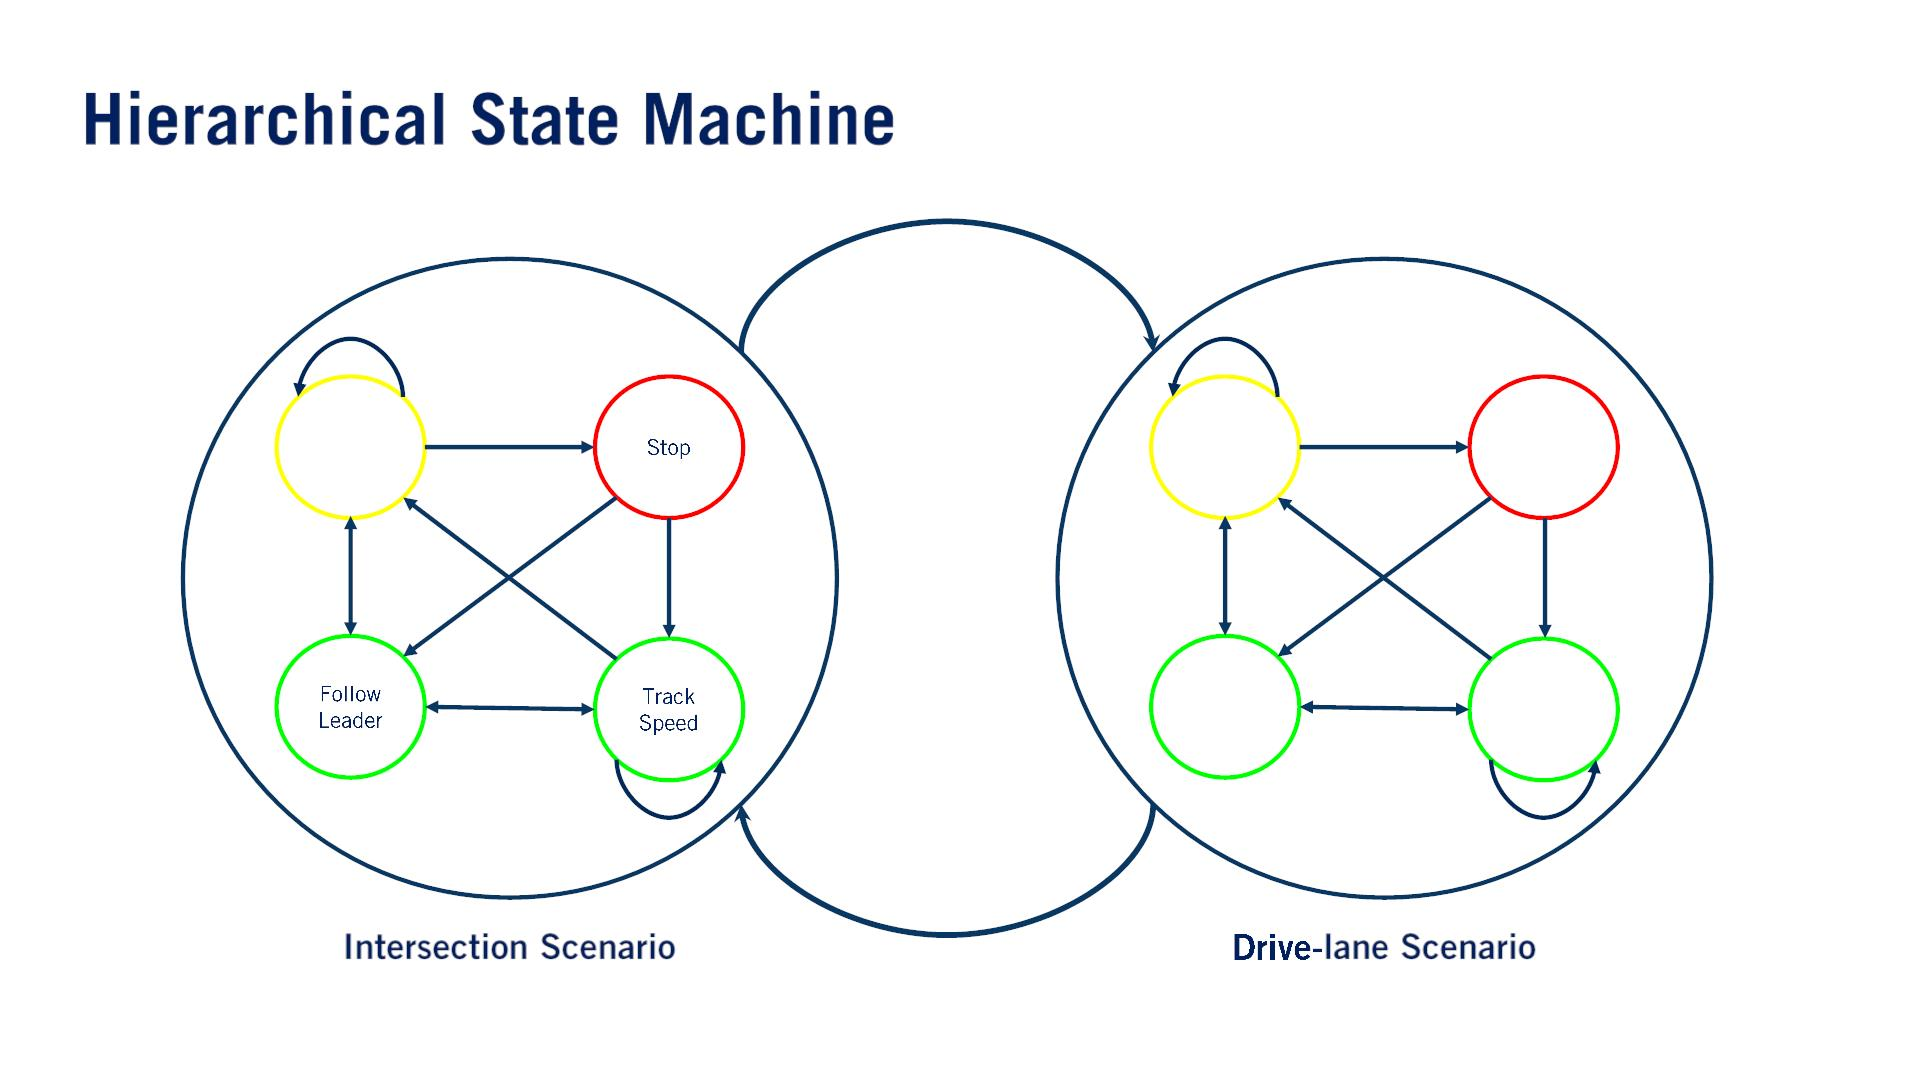 Hierarchical State Machine
Stop
Follow
Leader
Track
Speed
Intersection Scenario
Drive-lane Scenario